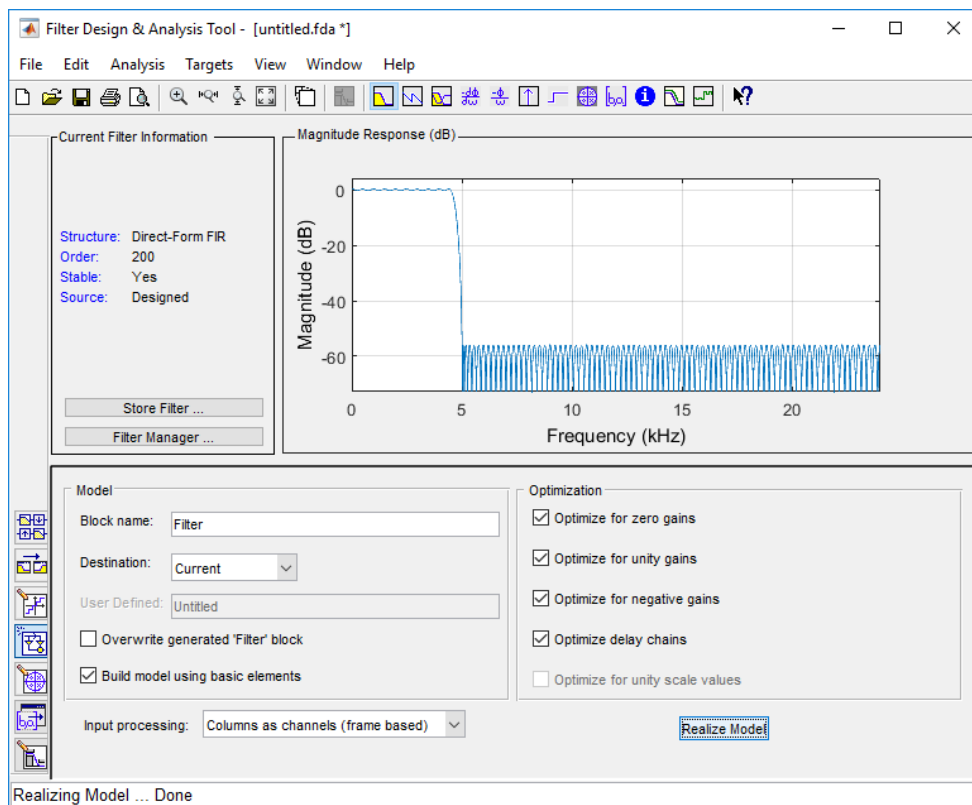 Filter Design & Analysis Tool - [untitled.fda *]
File Edit Analysis Targets View Window Help
Current Filter Information
Structure: Direct-Form FIR
Order: 200
Stable: Yes
Source: Designed
Store Filter ...
Filter Manager ...
Magnitude Response (dB)
Magnitude (dB)
0
-20
-40
-60
0 5 10 15 20
Frequency (kHz)
Model
Block name: Filter
Destination: Current
User Defined: Untitled
Overwrite generated 'Filter' block
Build model using basic elements
Input processing: Columns as channels (frame based)
Optimization
Optimize for zero gains
Optimize for unity gains
Optimize for negative gains
Optimize delay chains
Optimize for unity scale values
Realize Model
Realizing Model ... Done